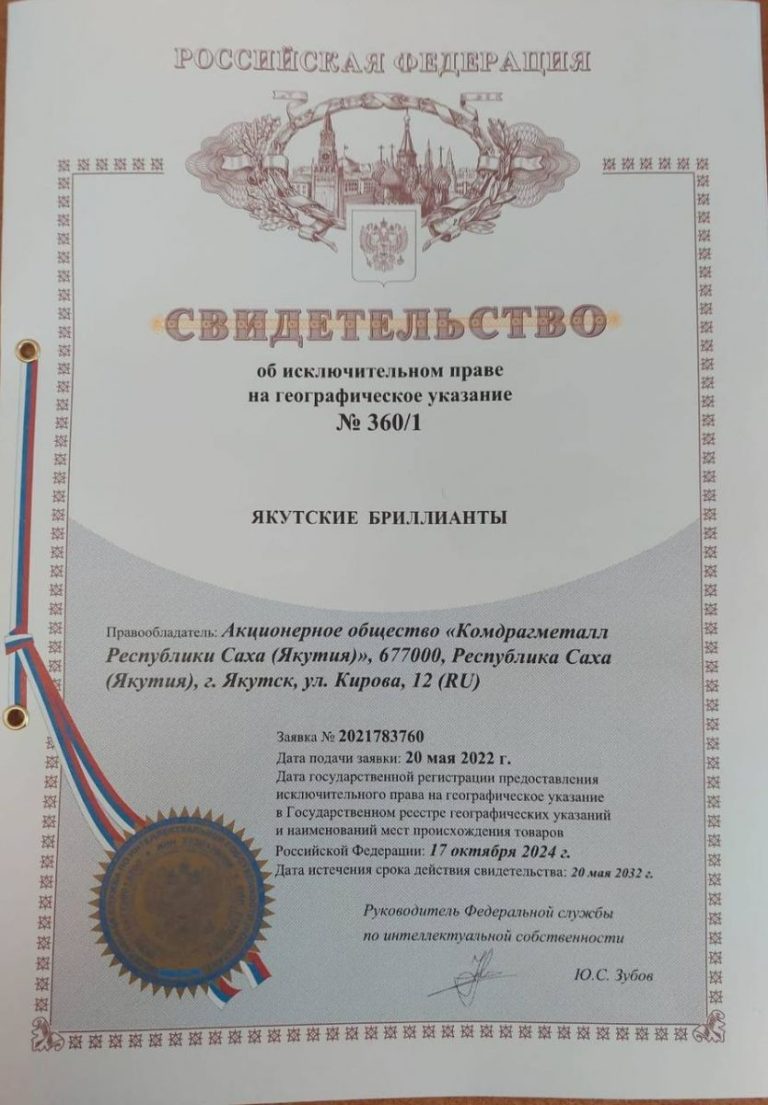 РОССИЙСКАЯ ФЕДЕРАЦИЯ
СВИДЕТЕЛЬСТВО
об исключительном праве
на географическое указание
№ 360/1
ЯКУТСКИЕ БРИЛЛИАНТЫ
Правообладатель: Акционерное общество «Комдрагметалл
Республики Саха (Якутия)», 677000, Республика Саха
(Якутия), г. Якутск, ул. Кирова, 12 (RU)
Заявка № 2021783760
Дата подачи заявки: 20 мая 2022 г.
Дата государственной регистрации предоставления
исключительного права на географическое указание
в Государственном реестре географических указаний
и наименований мест происхождения товаров
Российской Федерации: 17 октября 2024 г.
Дата истечения срока действия свидетельства: 20 мая 2032 г.
Руководитель Федеральной службы
по интеллектуальной собственности
Ю.С. Зубов